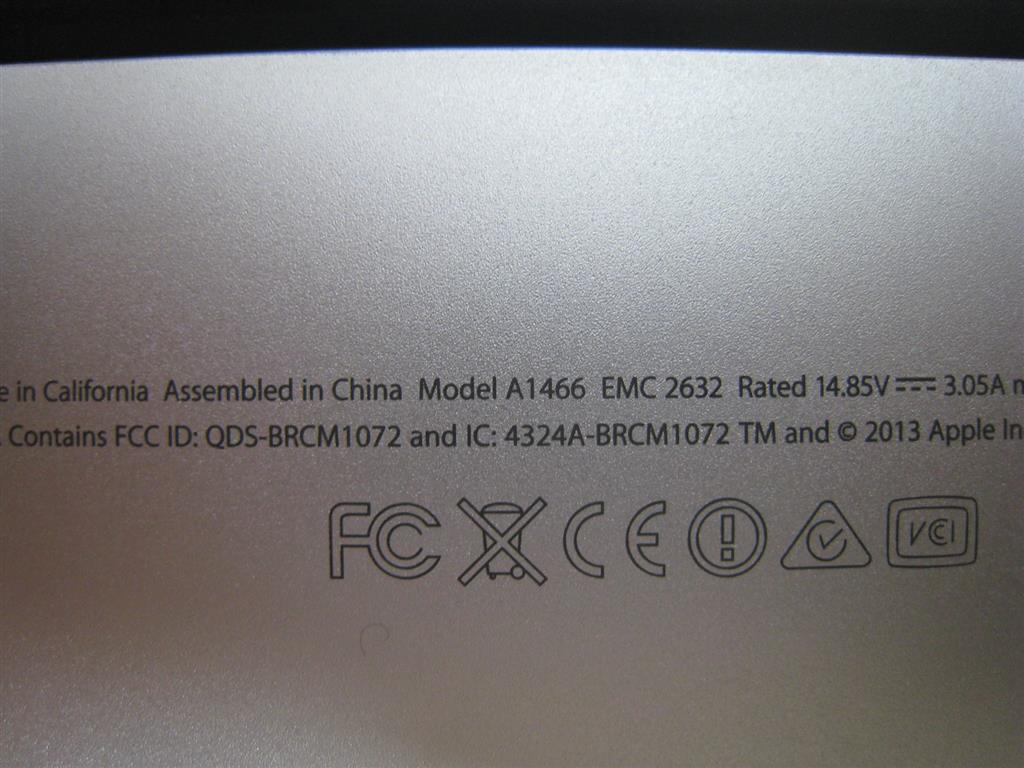 e in California Assembled in China Model A1466 EMC 2632 Rated 14.85V ⎓ 3.05A m
. Contains FCC ID: QDS-BRCM1072 and IC: 4324A-BRCM1072 TM and © 2013 Apple In
FC CE VCI